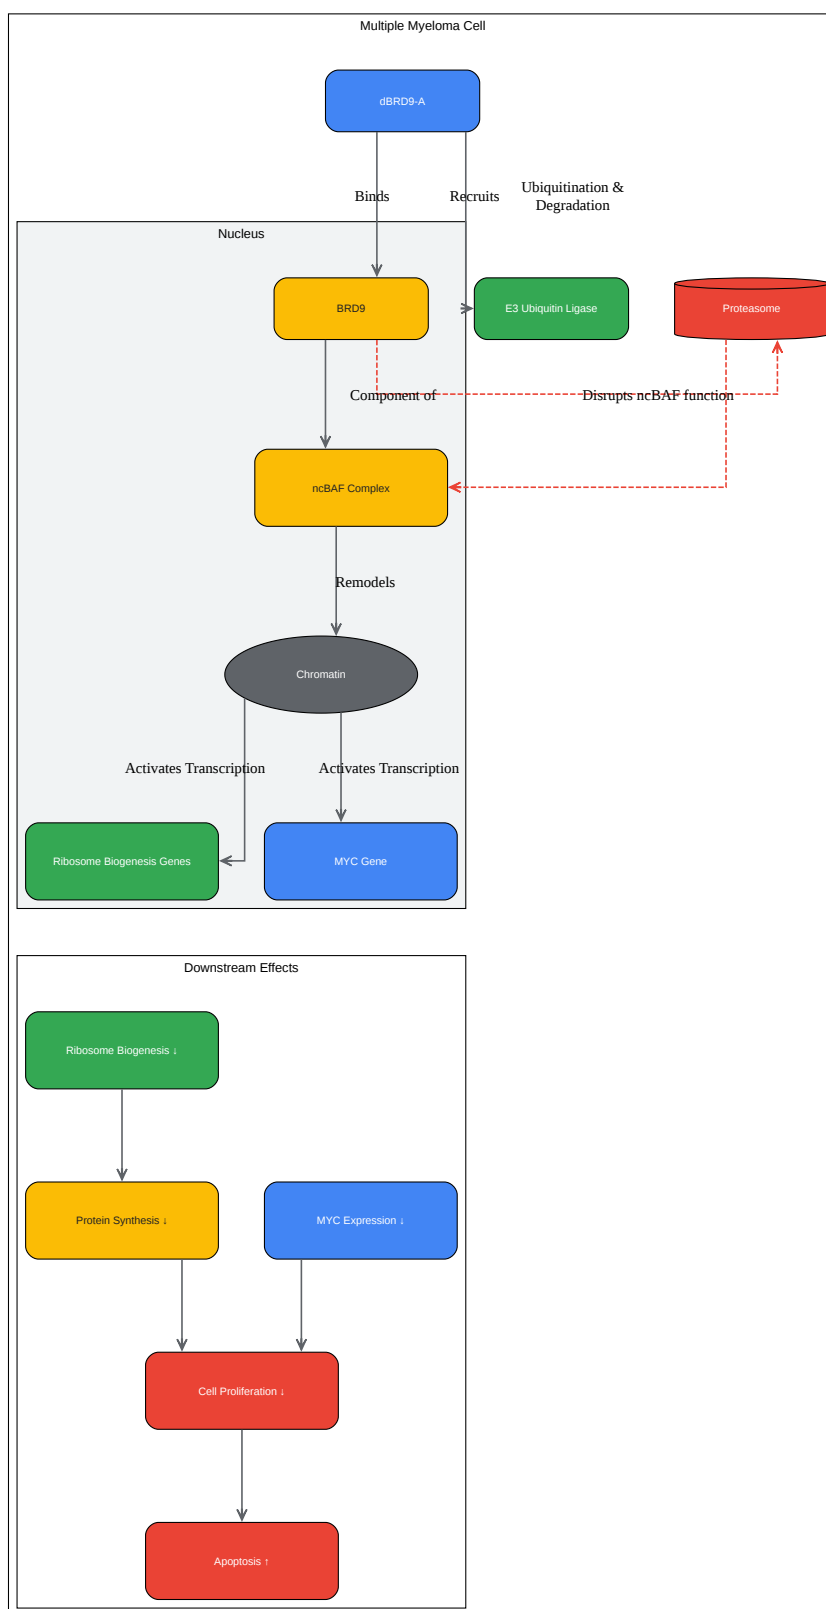 Multiple Myeloma Cell
dBRD9-A
Binds
Recruits
Ubiquitination &
Degradation
Nucleus
BRD9
E3 Ubiquitin Ligase
Proteasome
Component of
Disrupts ncBAF function
ncBAF Complex
Remodels
Chromatin
Activates Transcription
Activates Transcription
Ribosome Biogenesis Genes
MYC Gene
Downstream Effects
Ribosome Biogenesis ↓
Protein Synthesis ↓
MYC Expression ↓
Cell Proliferation ↓
Apoptosis ↑